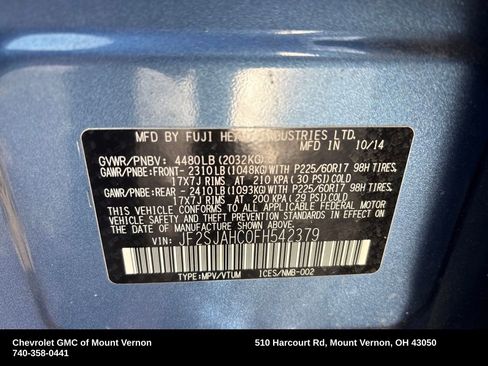 MFD BY FUJI HEAVY INDUSTRIES LTD.
IN 10/14
GVWR/PNBV: 4480LB (2032KG)
GAWR/PNBE:FRONT- 2310LB (1048KG)WITH P225/60R17 98H TIRES,
17X7J RIMS AT 210 KPA (30 PSI) COLD
GAWR/PNBE:REAR - 2410LB (1093KG)WITH P225/60R17 98H TIRES,
17X7J RIMS AT 200 KPA (29 PSI) COLD
THIS VEHICLE CONFORMS TO ALL APPLICABLE FEDERAL MOTOR
VEHICLE SAFETY AND THEFT PREVENTION STANDARDS IN EFFECT ON
THE DATE OF MANUFACTURE SHOWN ABOVE.
VIN: JF2SJAHC0FH542379
TYPE:MPV/VTUM ICES/NMB-002
Chevrolet GMC of Mount Vernon
740-358-0441
510 Harcourt Rd, Mount Vernon, OH 43050